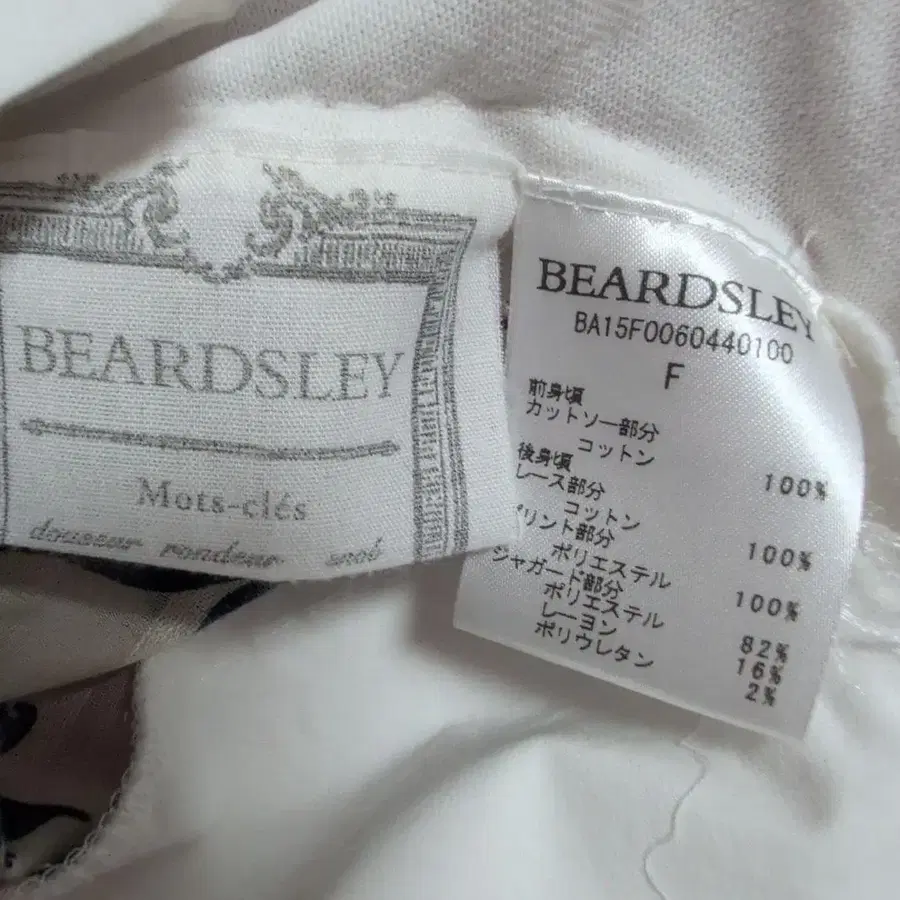 BEARDSLEY
Mots-clés
douceur rondeur snob
BEARDSLEY
BA15F0060440100
F
前身頃
カットソー部分
コットン 100%
後身頃
レース部分
コットン 100%
プリント部分
ポリエステル 100%
ジャガード部分
ポリエステル 82%
レーヨン 16%
ポリウレタン 2%